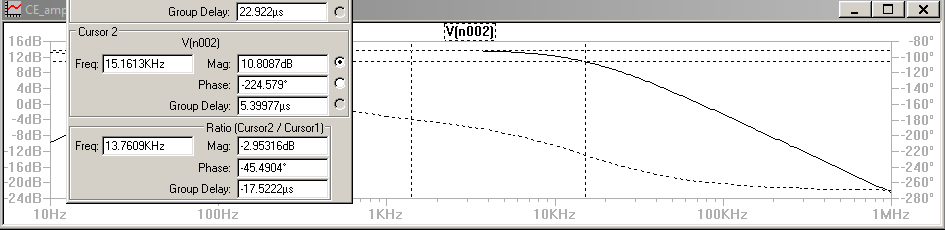 CE_amp
Group Delay: 22.922µs
Cursor 2
V(n002)
Freq: 15.1613KHz Mag: 10.8087dB
Phase: -224.579°
Group Delay: 5.39977µs
Ratio (Cursor2 / Cursor1)
Freq: 13.7609KHz Mag: -2.95316dB
Phase: -45.4904°
Group Delay: -17.5222µs
V(n002)
16dB
11dB
8dB
4dB
0dB
-4dB
-8dB
-12dB
-16dB
-20dB
-24dB
-80°
-100°
-120°
-140°
-160°
-180°
-200°
-220°
-240°
-260°
-280°
10Hz 100Hz 1KHz 10KHz 100KHz 1MHz